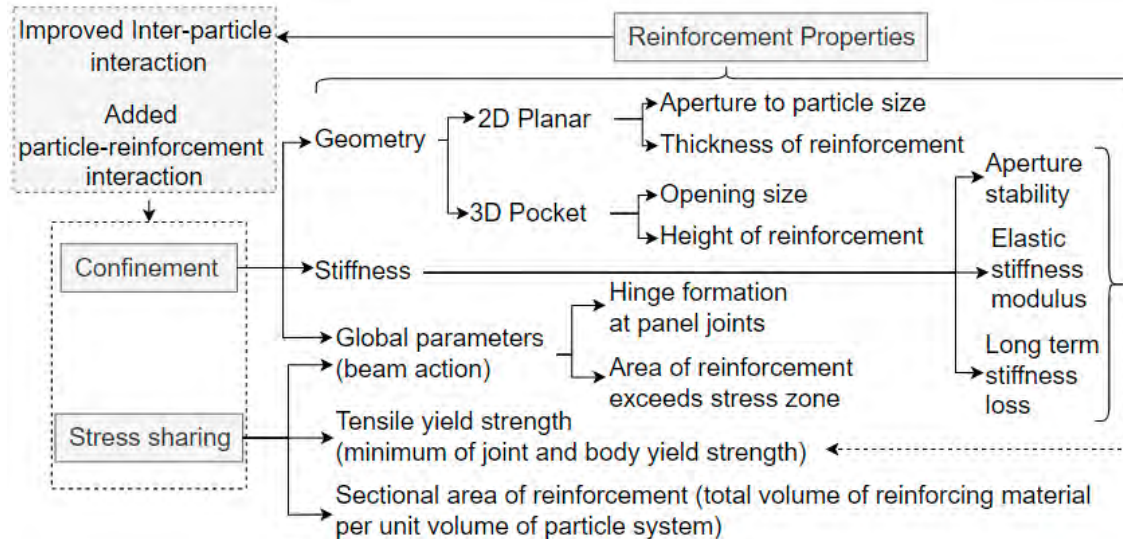 Improved Inter-particle
interaction
Added
particle-reinforcement
interaction
Reinforcement Properties
Geometry
2D Planar
Aperture to particle size
Thickness of reinforcement
3D Pocket
Opening size
Height of reinforcement
Confinement
Stiffness
Aperture
stability
Elastic
stiffness
modulus
Long term
stiffness
loss
Global parameters
(beam action)
Hinge formation
at panel joints
Area of reinforcement
exceeds stress zone
Stress sharing
Tensile yield strength
(minimum of joint and body yield strength)
Sectional area of reinforcement (total volume of reinforcing material
per unit volume of particle system)